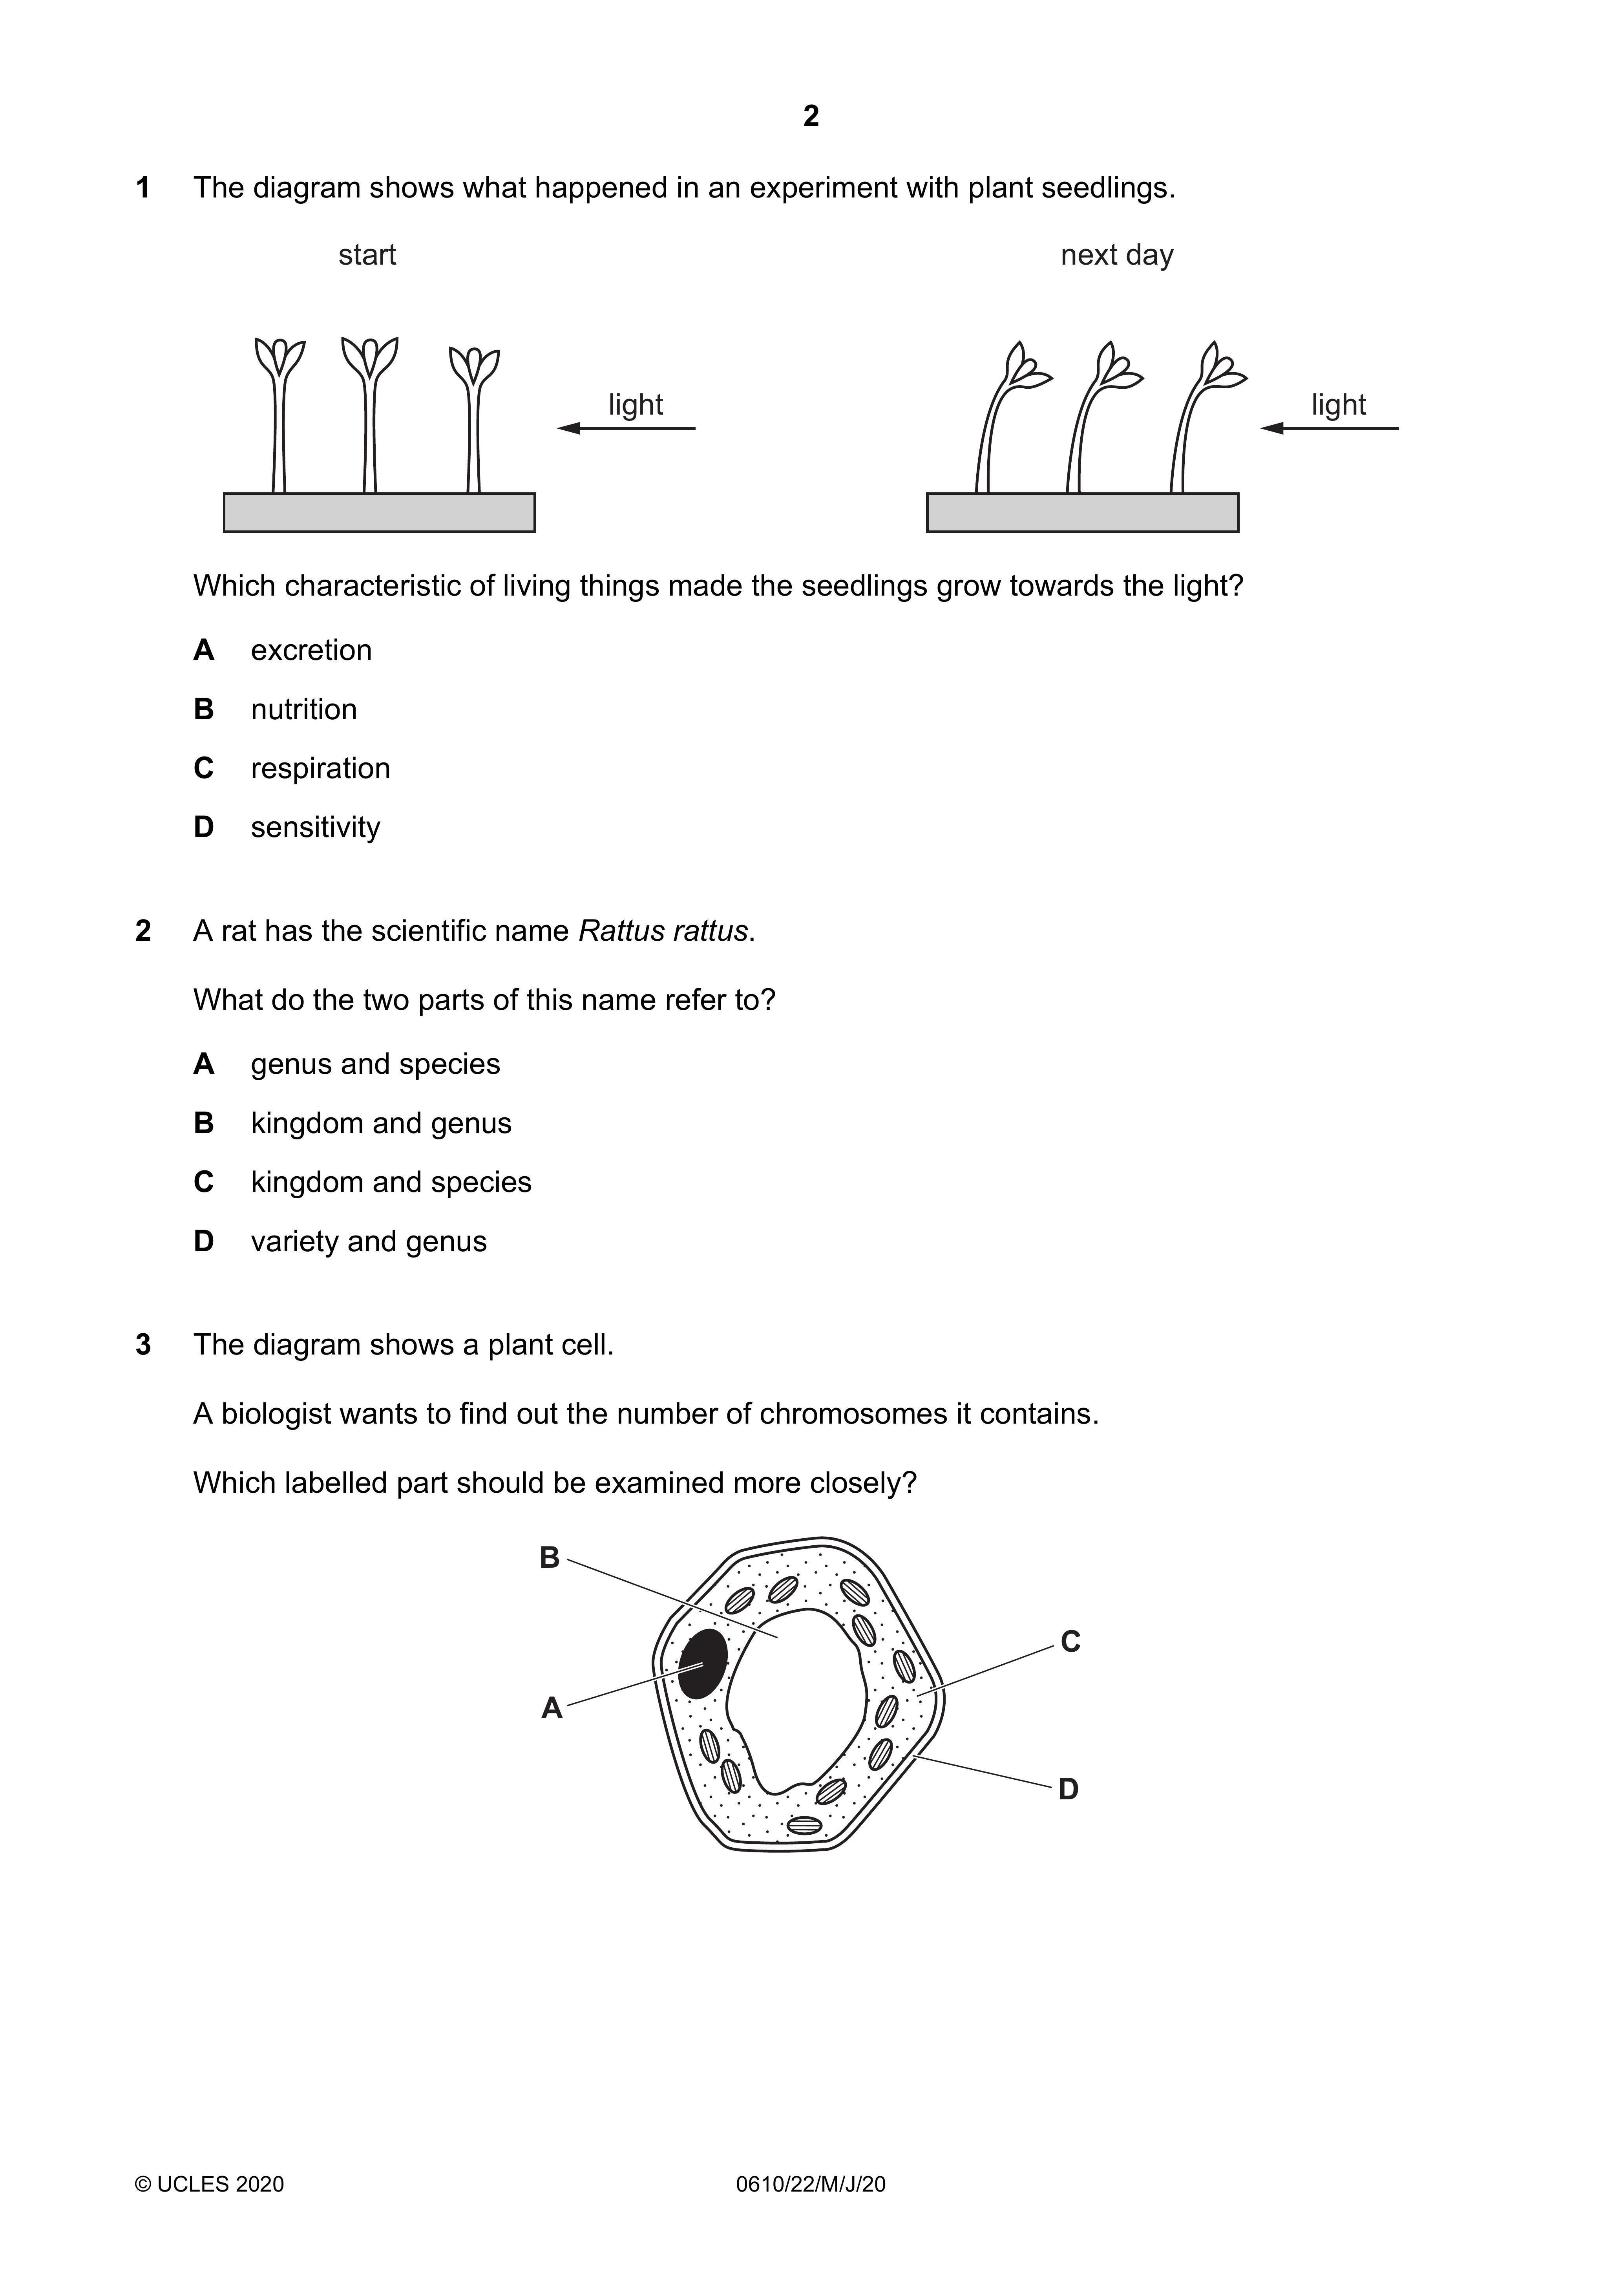 2
1 The diagram shows what happened in an experiment with plant seedlings.
start next day
light light
Which characteristic of living things made the seedlings grow towards the light?
A excretion
B nutrition
C respiration
D sensitivity
2 A rat has the scientific name Rattus rattus.
What do the two parts of this name refer to?
A genus and species
B kingdom and genus
C kingdom and species
D variety and genus
3 The diagram shows a plant cell.
A biologist wants to find out the number of chromosomes it contains.
Which labelled part should be examined more closely?
B
C
A
D
© UCLES 2020 0610/22/M/J/20